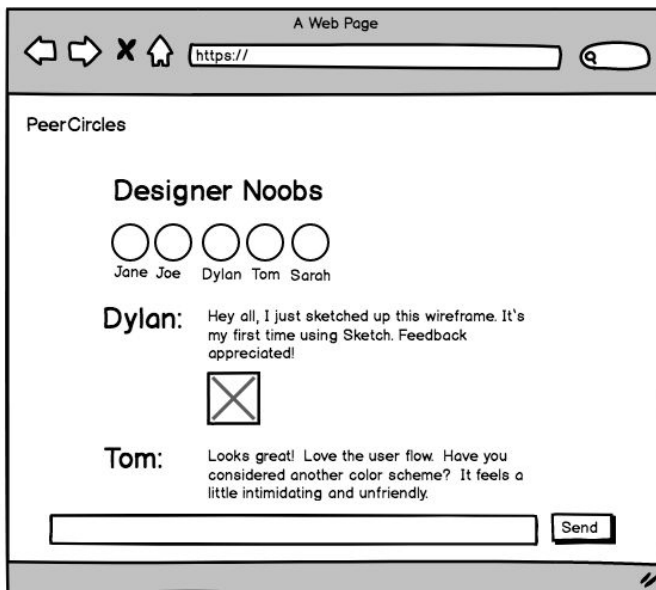 A Web Page
https://
PeerCircles
Designer Noobs
Jane Joe Dylan Tom Sarah
Dylan: Hey all, I just sketched up this wireframe. It's
my first time using Sketch. Feedback
appreciated!
Tom: Looks great! Love the user flow. Have you
considered another color scheme? It feels a
little intimidating and unfriendly.
Send